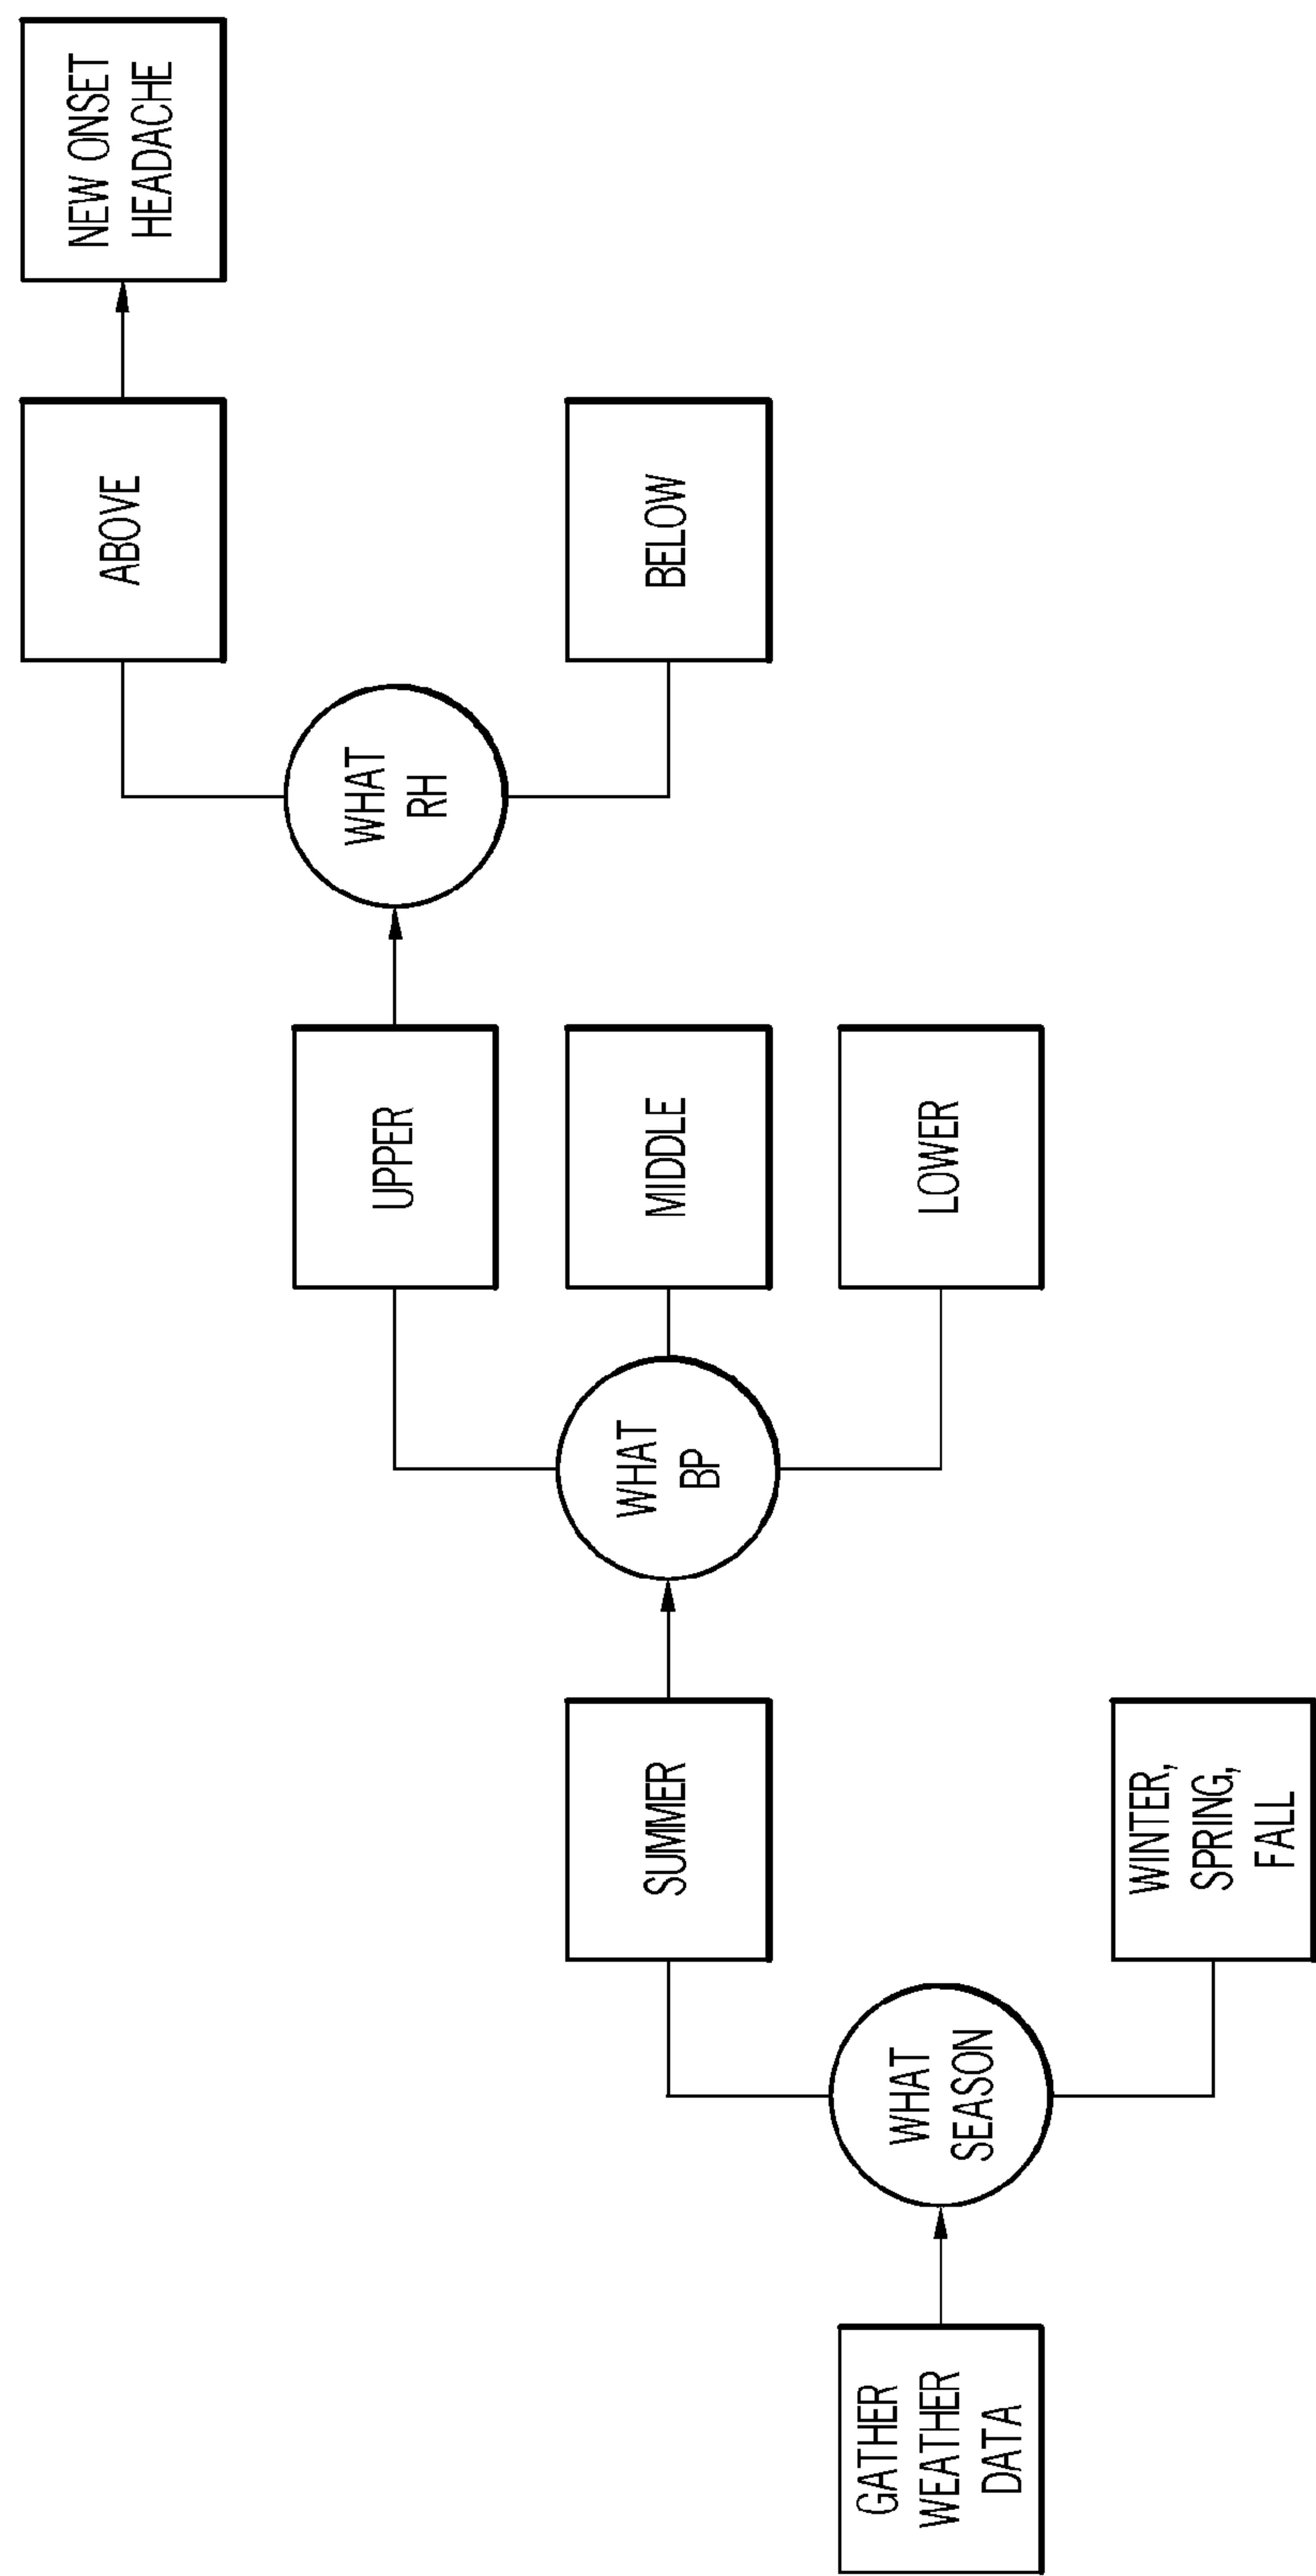 GATHER
WEATHER
DATA
WHAT
SEASON
SUMMER
WINTER,
SPRING,
FALL
WHAT
BP
UPPER
MIDDLE
LOWER
WHAT
RH
ABOVE
BELOW
NEW ONSET
HEADACHE